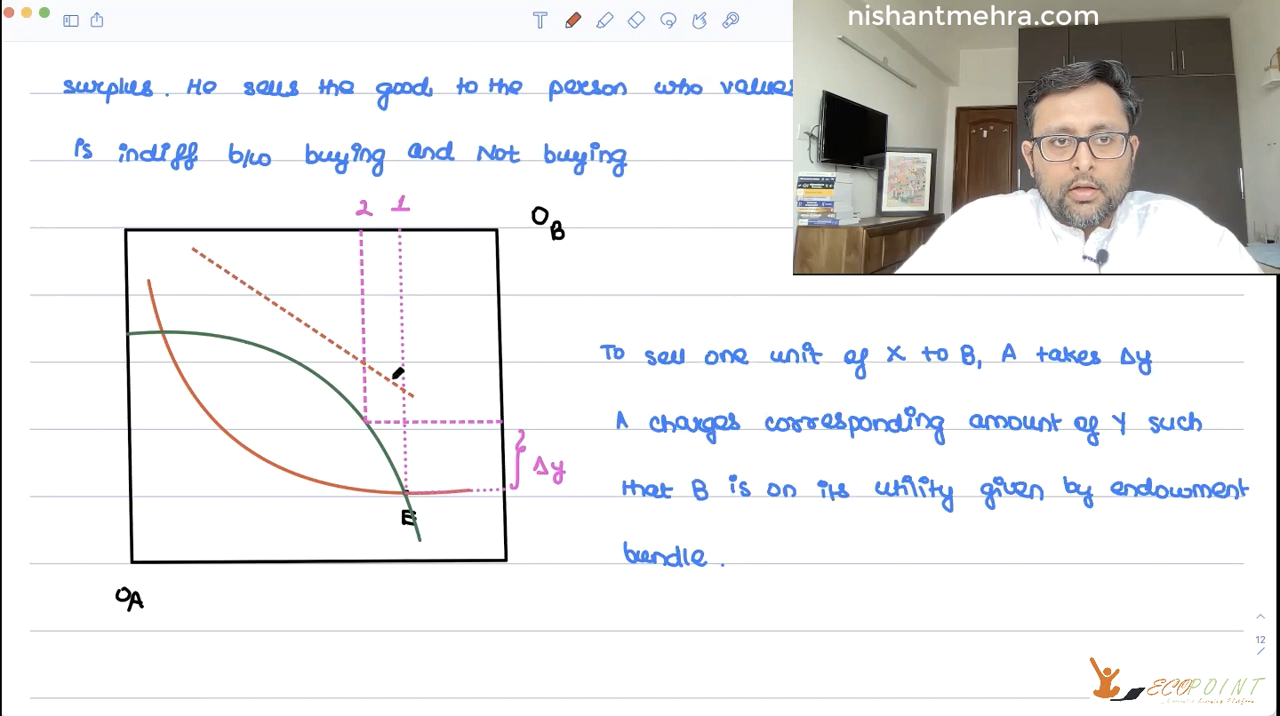 nishantmehra.com
surplus. He sells the good to the person who values
is indiff b/w buying and Not buying
2 1
OB
To sell one unit of X to B, A takes Δy
A charges corresponding amount of Y such
Δy
that B is on its utility given by endowment
E
bundle.
OA
12
ECOPOINT